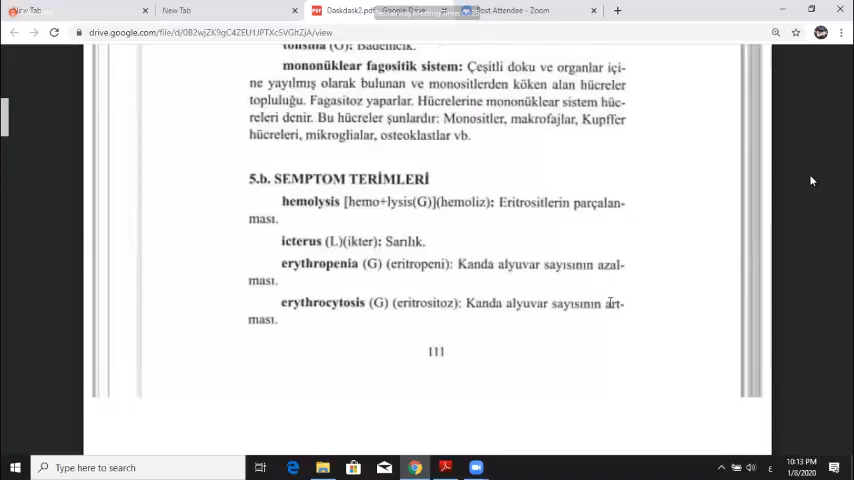 New Tab
New Tab
Daskdask2.pdf - Google Drive
Post Attendee - Zoom
drive.google.com/file/d/0B2wjZK9gC4ZEU1JPTXc5VGltZjA/view
tonsilla (G): Bademcik.
mononüklear fagositik sistem: Çeşitli doku ve organlar içi-
ne yayılmış olarak bulunan ve monositlerden köken alan hücreler
topluluğu. Fagasitoz yaparlar. Hücrelerine mononüklear sistem hüc-
releri denir. Bu hücreler şunlardır: Monositler, makrofajlar, Kupffer
hücreleri, mikroglialar, osteoklastlar vb.
5.b. SEMPTOM TERİMLERİ
hemolysis [hemo+lysis(G)](hemoliz): Eritrositlerin parçalan-
ması.
icterus (L)(ikter): Sarılık.
erythropenia (G) (eritropeni): Kanda alyuvar sayısının azal-
ması.
erythrocytosis (G) (eritrositoz): Kanda alyuvar sayısının art-
ması.
111
Type here to search
ع
10:13 PM
1/8/2020